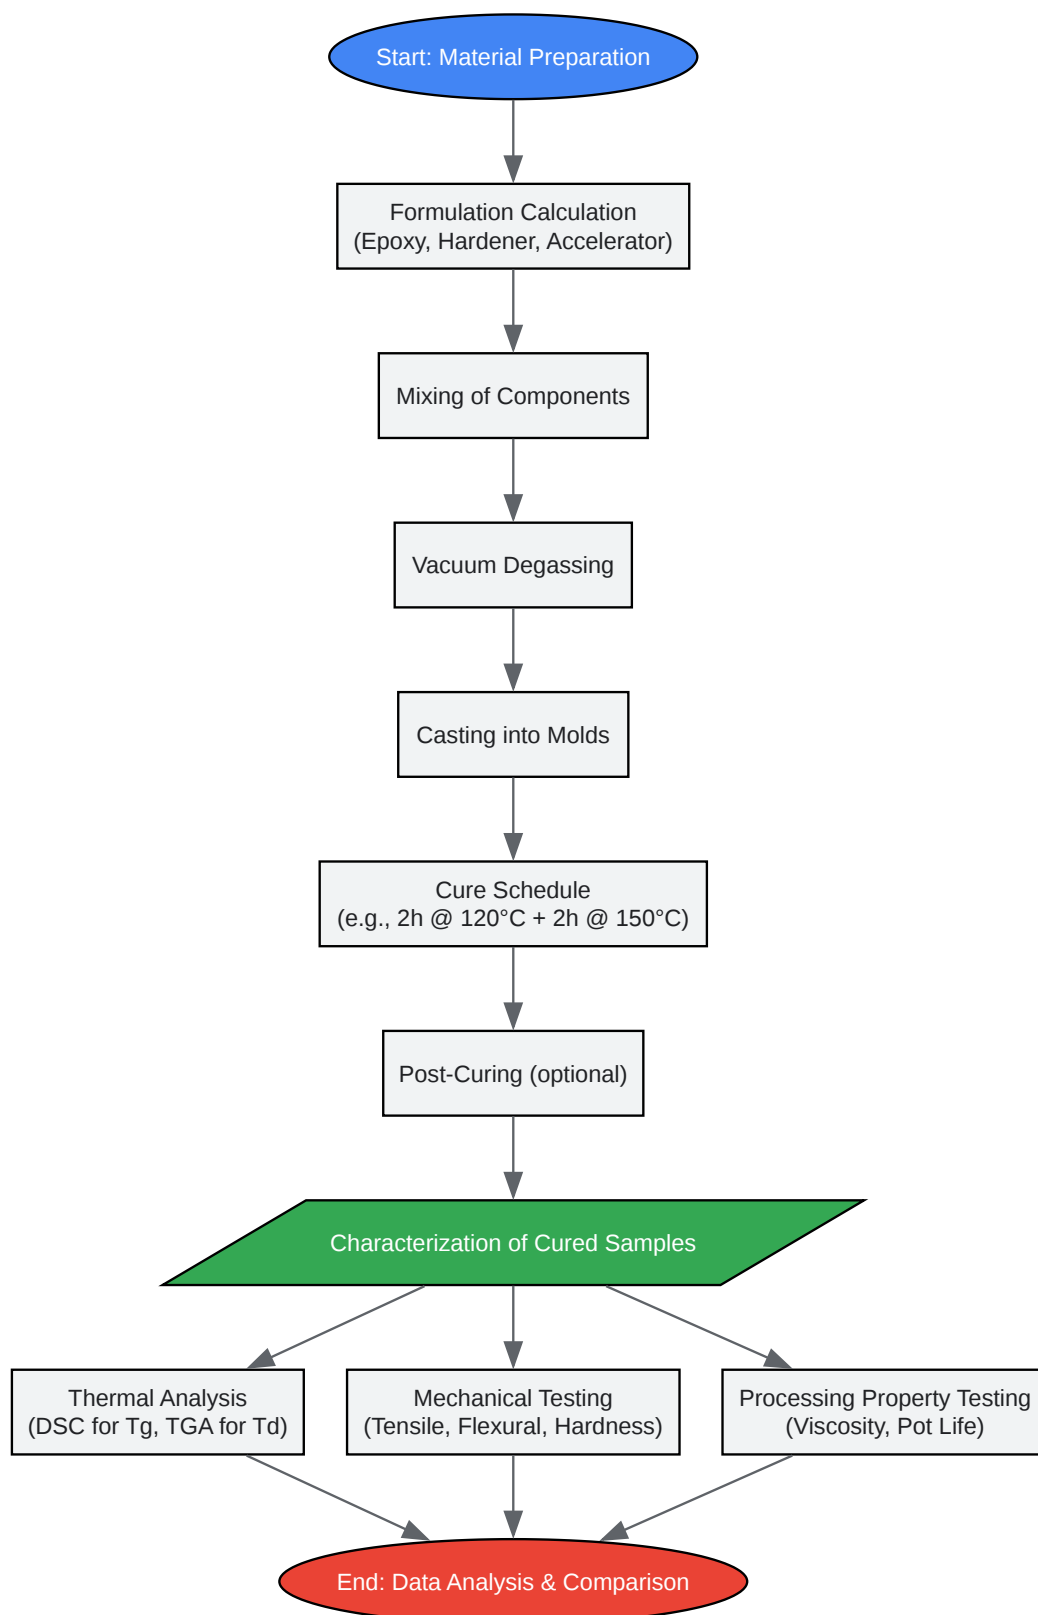 Start: Material Preparation
Formulation Calculation
(Epoxy, Hardener, Accelerator)
Mixing of Components
Vacuum Degassing
Casting into Molds
Cure Schedule
(e.g., 2h @ 120°C + 2h @ 150°C)
Post-Curing (optional)
Characterization of Cured Samples
Thermal Analysis
(DSC for Tg, TGA for Td)
Mechanical Testing
(Tensile, Flexural, Hardness)
Processing Property Testing
(Viscosity, Pot Life)
End: Data Analysis & Comparison